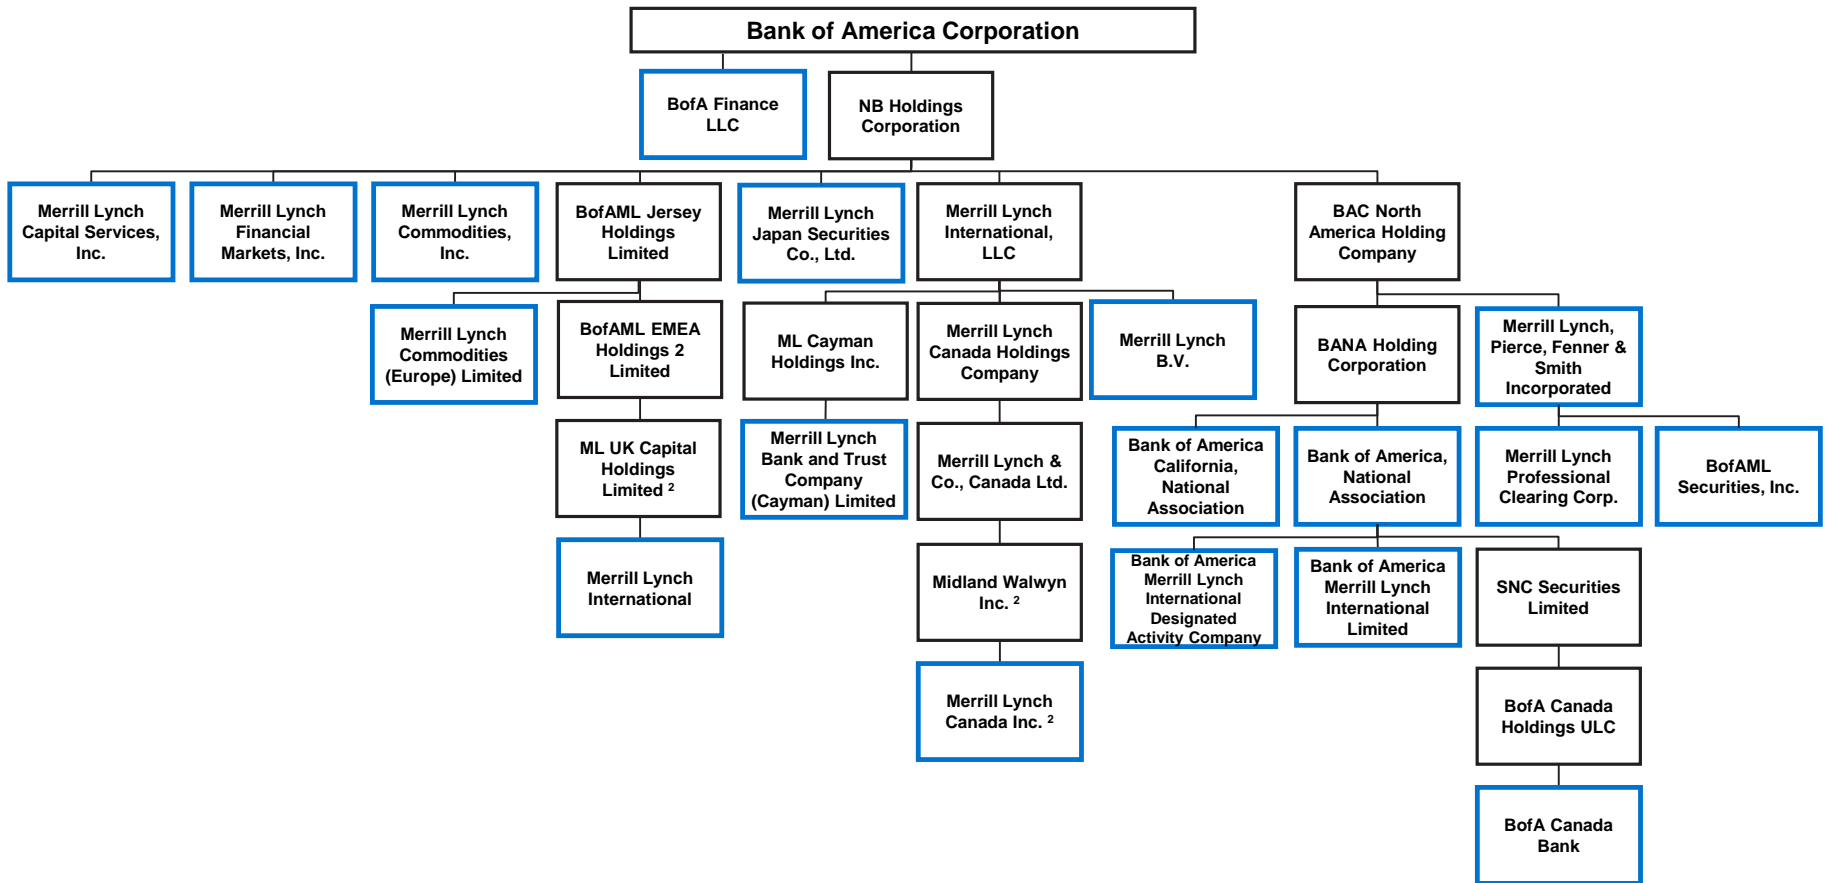 Bank of America Corporation
BofA Finance
LLC
NB Holdings
Corporation
Merrill Lynch
Capital Services,
Inc.
Merrill Lynch
Financial
Markets, Inc.
Merrill Lynch
Commodities,
Inc.
BofAML Jersey
Holdings
Limited
Merrill Lynch
Japan Securities
Co., Ltd.
Merrill Lynch
International,
LLC
BAC North
America Holding
Company
Merrill Lynch
Commodities
(Europe) Limited
BofAML EMEA
Holdings 2
Limited
ML Cayman
Holdings Inc.
Merrill Lynch
Canada Holdings
Company
Merrill Lynch
B.V.
BANA Holding
Corporation
Merrill Lynch,
Pierce, Fenner &
Smith
Incorporated
ML UK Capital
Holdings
Limited ²
Merrill Lynch
Bank and Trust
Company
(Cayman) Limited
Merrill Lynch &
Co., Canada Ltd.
Bank of America
California,
National
Association
Bank of America,
National
Association
Merrill Lynch
Professional
Clearing Corp.
BofAML
Securities, Inc.
Merrill Lynch
International
Midland Walwyn
Inc. ²
Bank of America
Merrill Lynch
International
Designated
Activity Company
Bank of America
Merrill Lynch
International
Limited
SNC Securities
Limited
Merrill Lynch
Canada Inc. ²
BofA Canada
Holdings ULC
BofA Canada
Bank